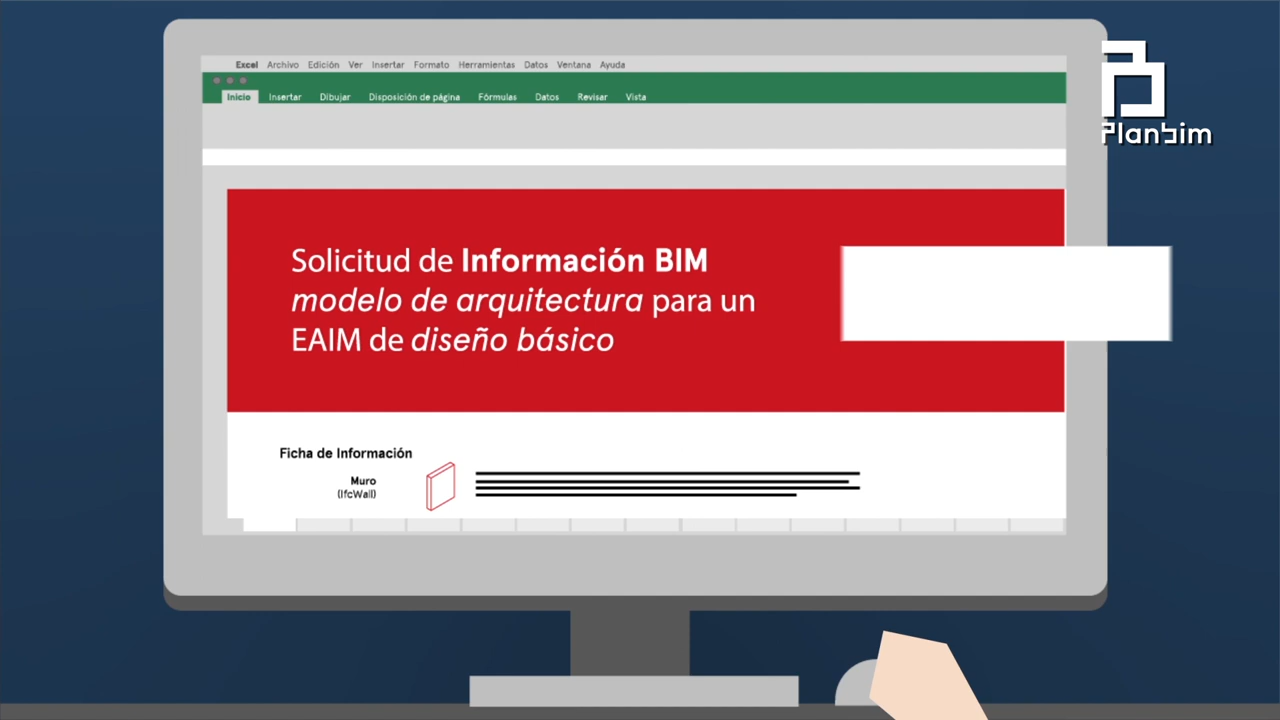 Excel Archivo Edición Ver Insertar Formato Herramientas Datos Ventana Ayuda
Inicio Insertar Dibujar Disposición de página Fórmulas Datos Revisar Vista
Planbim
Solicitud de Información BIM
modelo de arquitectura para un
EAIM de diseño básico
Ficha de Información
Muro
(IfcWall)